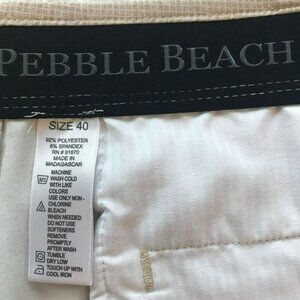 PEBBLE BEACH
SIZE 40
92% POLYESTER
8% SPANDEX
RN # 91870
MADE IN
MADAGASCAR
MACHINE
WASH COLD
WITH LIKE
COLORS
USE ONLY NON -
CHLORINE
BLEACH
WHEN NEEDED
DO NOT USE
SOFTENERS
REMOVE
PROMPTLY
AFTER WASH
TUMBLE
DRY LOW
TOUCH UP WITH
COOL IRON